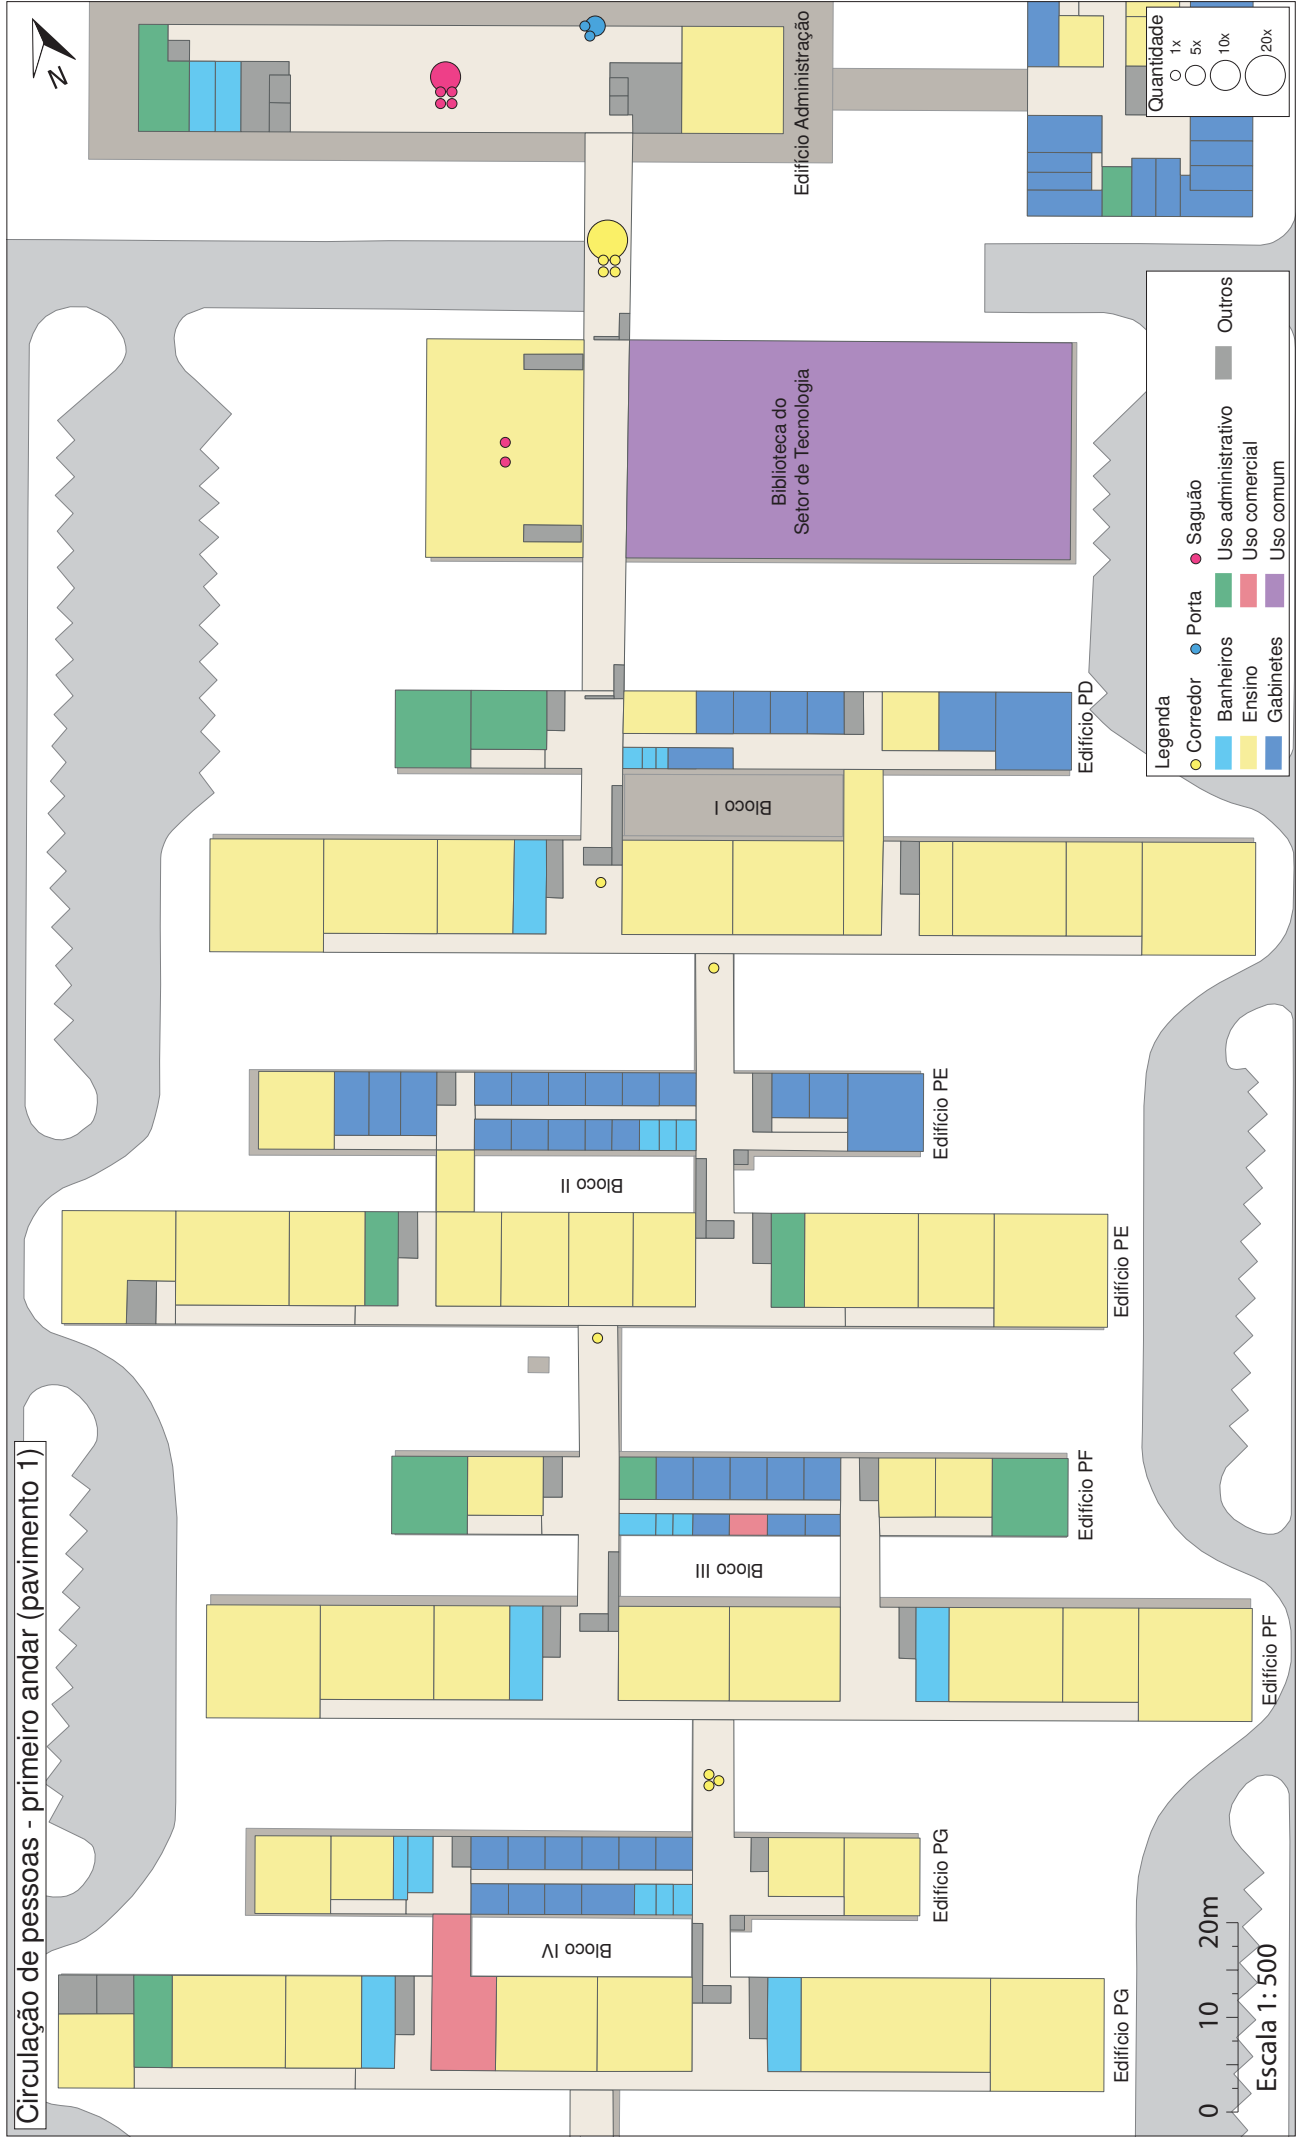 Circulação de pessoas - primeiro andar (pavimento 1)
N
Edifício Administração
Quantidade
1x
5x
10x
20x
Biblioteca do
Setor de Tecnologia
Edifício PD
Bloco I
Edifício PE
Bloco II
Edifício PE
Edifício PF
Bloco III
Edifício PF
Edifício PG
Bloco IV
Edifício PG
Legenda
Corredor
Porta
Saguão
Banheiros
Uso administrativo
Outros
Ensino
Uso comercial
Gabinetes
Uso comum
0 10 20m
Escala 1: 500